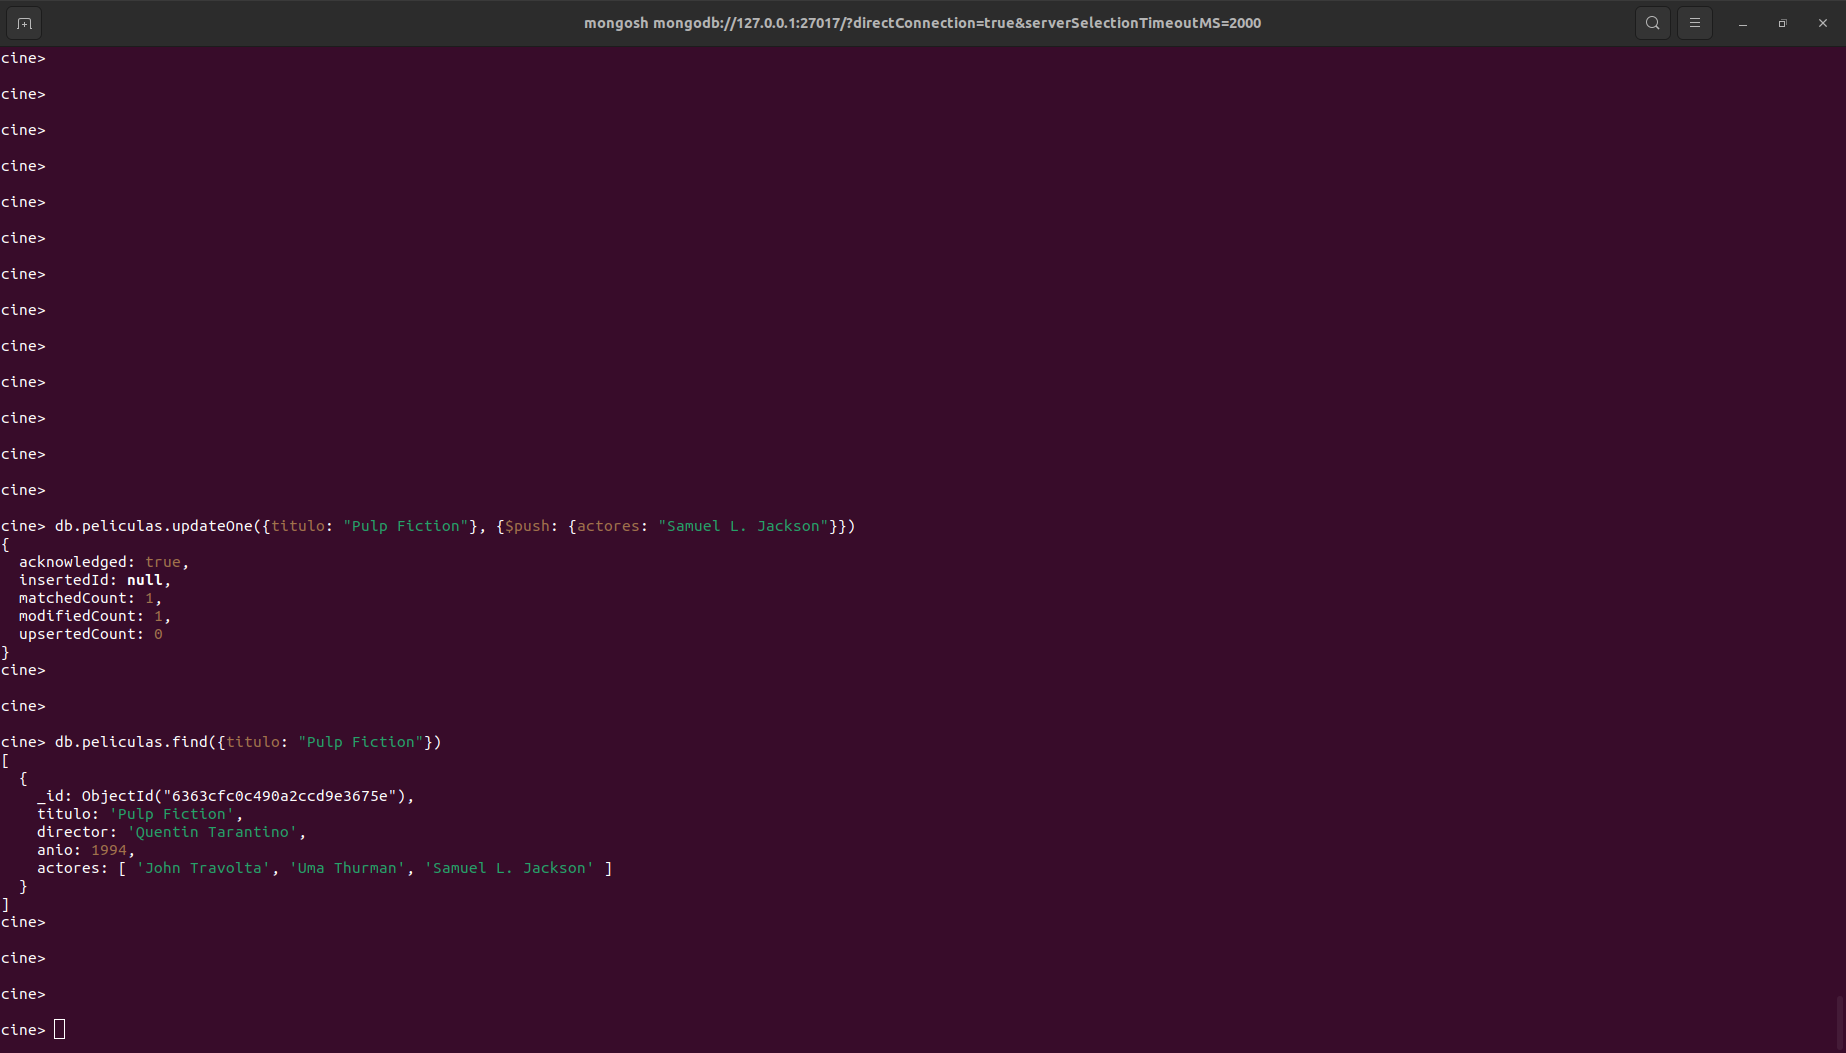 mongosh mongodb://127.0.0.1:27017/?directConnection=true&serverSelectionTimeoutMS=2000
cine>
cine>
cine>
cine>
cine>
cine>
cine>
cine>
cine>
cine>
cine>
cine>
cine>
cine> db.peliculas.updateOne({titulo: "Pulp Fiction"}, {$push: {actores: "Samuel L. Jackson"}})
{
  acknowledged: true,
  insertedId: null,
  matchedCount: 1,
  modifiedCount: 1,
  upsertedCount: 0
}
cine>
cine>
cine> db.peliculas.find({titulo: "Pulp Fiction"})
[
  {
    _id: ObjectId("6363cfc0c490a2ccd9e3675e"),
    titulo: 'Pulp Fiction',
    director: 'Quentin Tarantino',
    anio: 1994,
    actores: [ 'John Travolta', 'Uma Thurman', 'Samuel L. Jackson' ]
  }
]
cine>
cine>
cine>
cine>